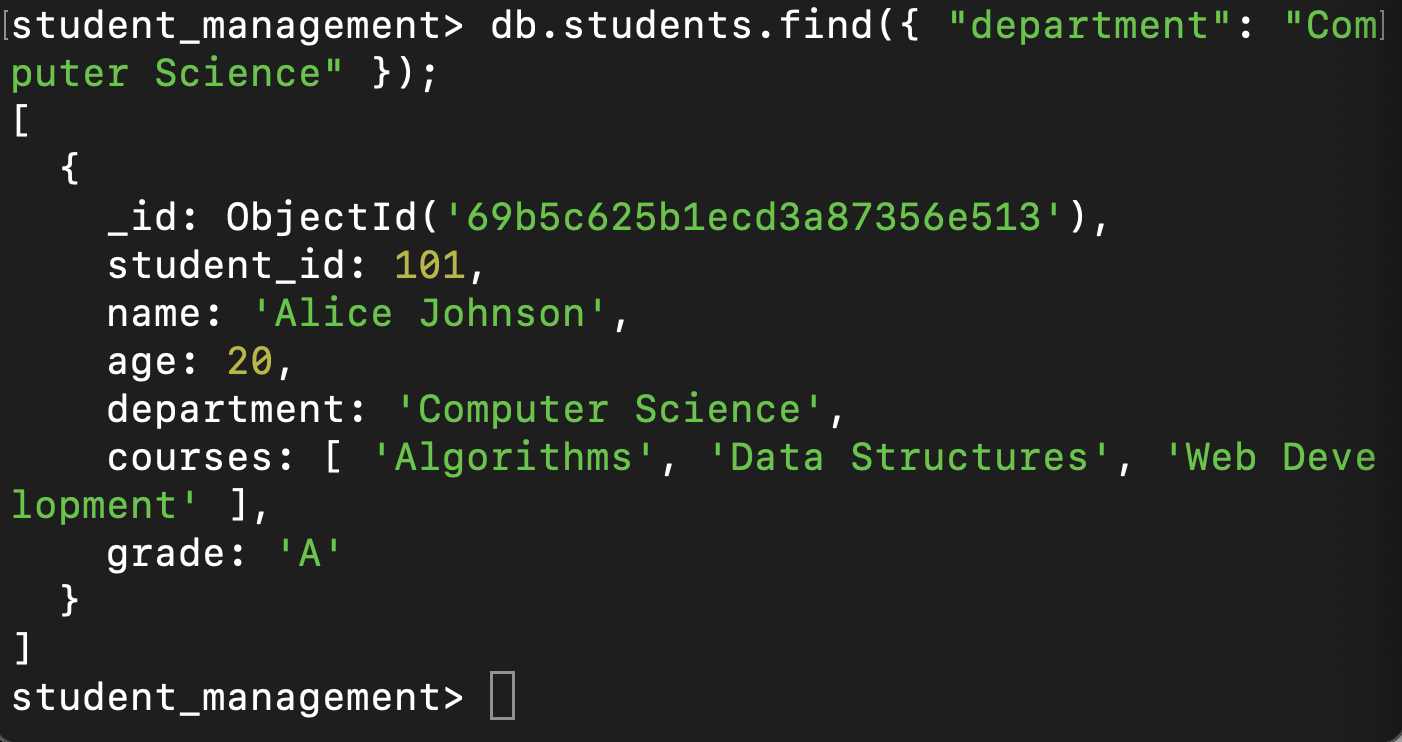 [student_management> db.students.find({ "department": "Com]
puter Science" });
[
  {
    _id: ObjectId('69b5c625b1ecd3a87356e513'),
    student_id: 101,
    name: 'Alice Johnson',
    age: 20,
    department: 'Computer Science',
    courses: [ 'Algorithms', 'Data Structures', 'Web Deve
lopment' ],
    grade: 'A'
  }
]
student_management>